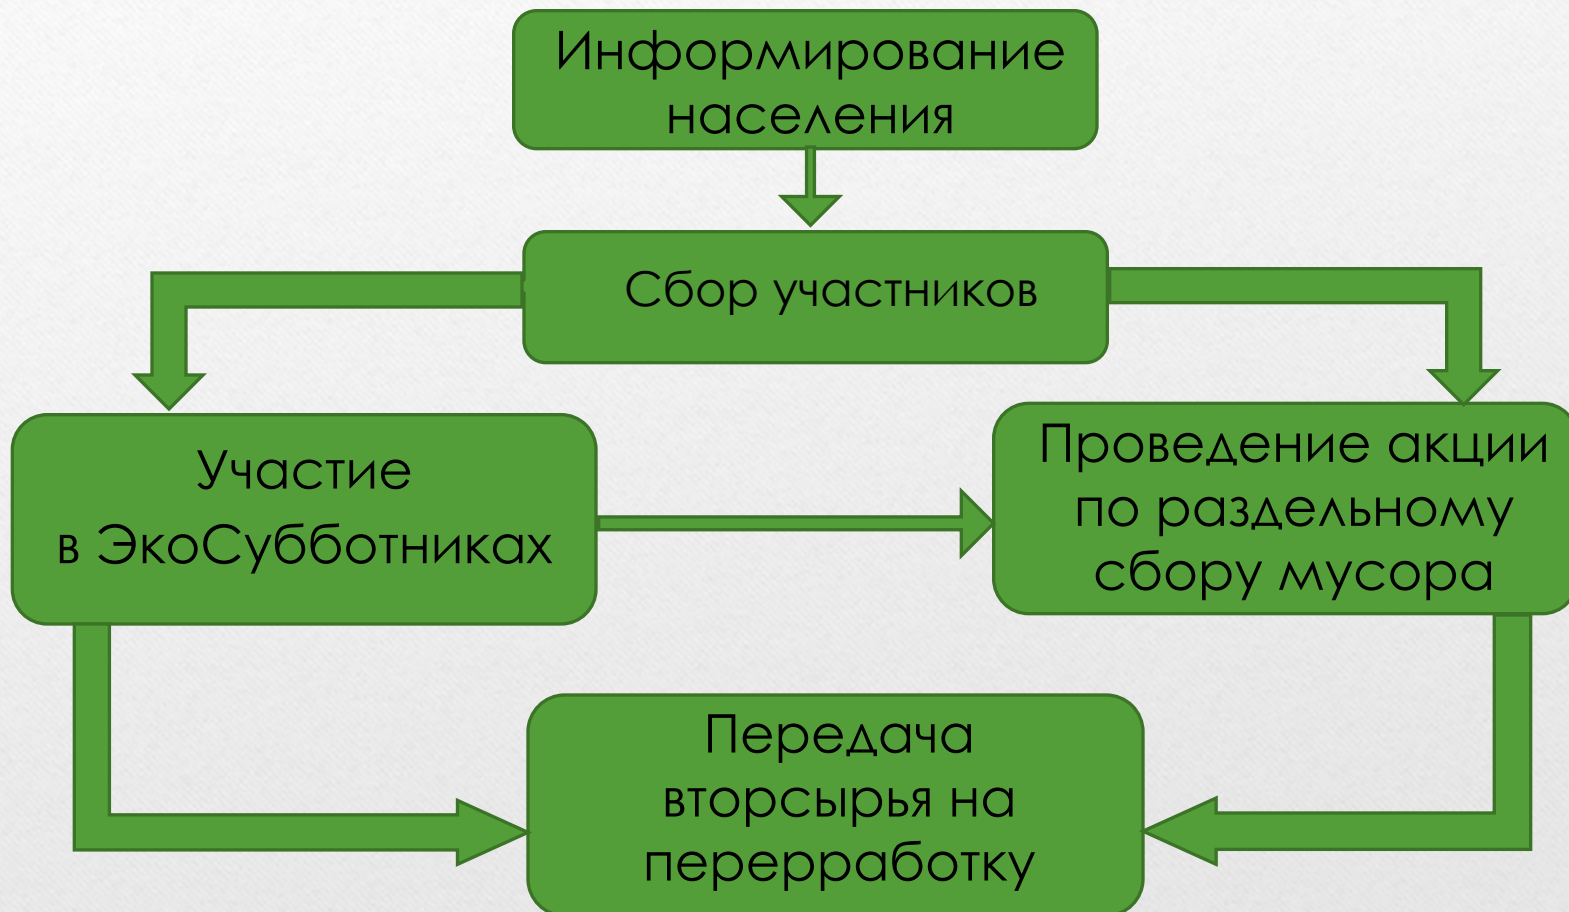 Информирование
населения
Сбор участников
Участие
в ЭкоСубботниках
Проведение акции
по раздельному
сбору мусора
Передача
вторсырья на
перерработку